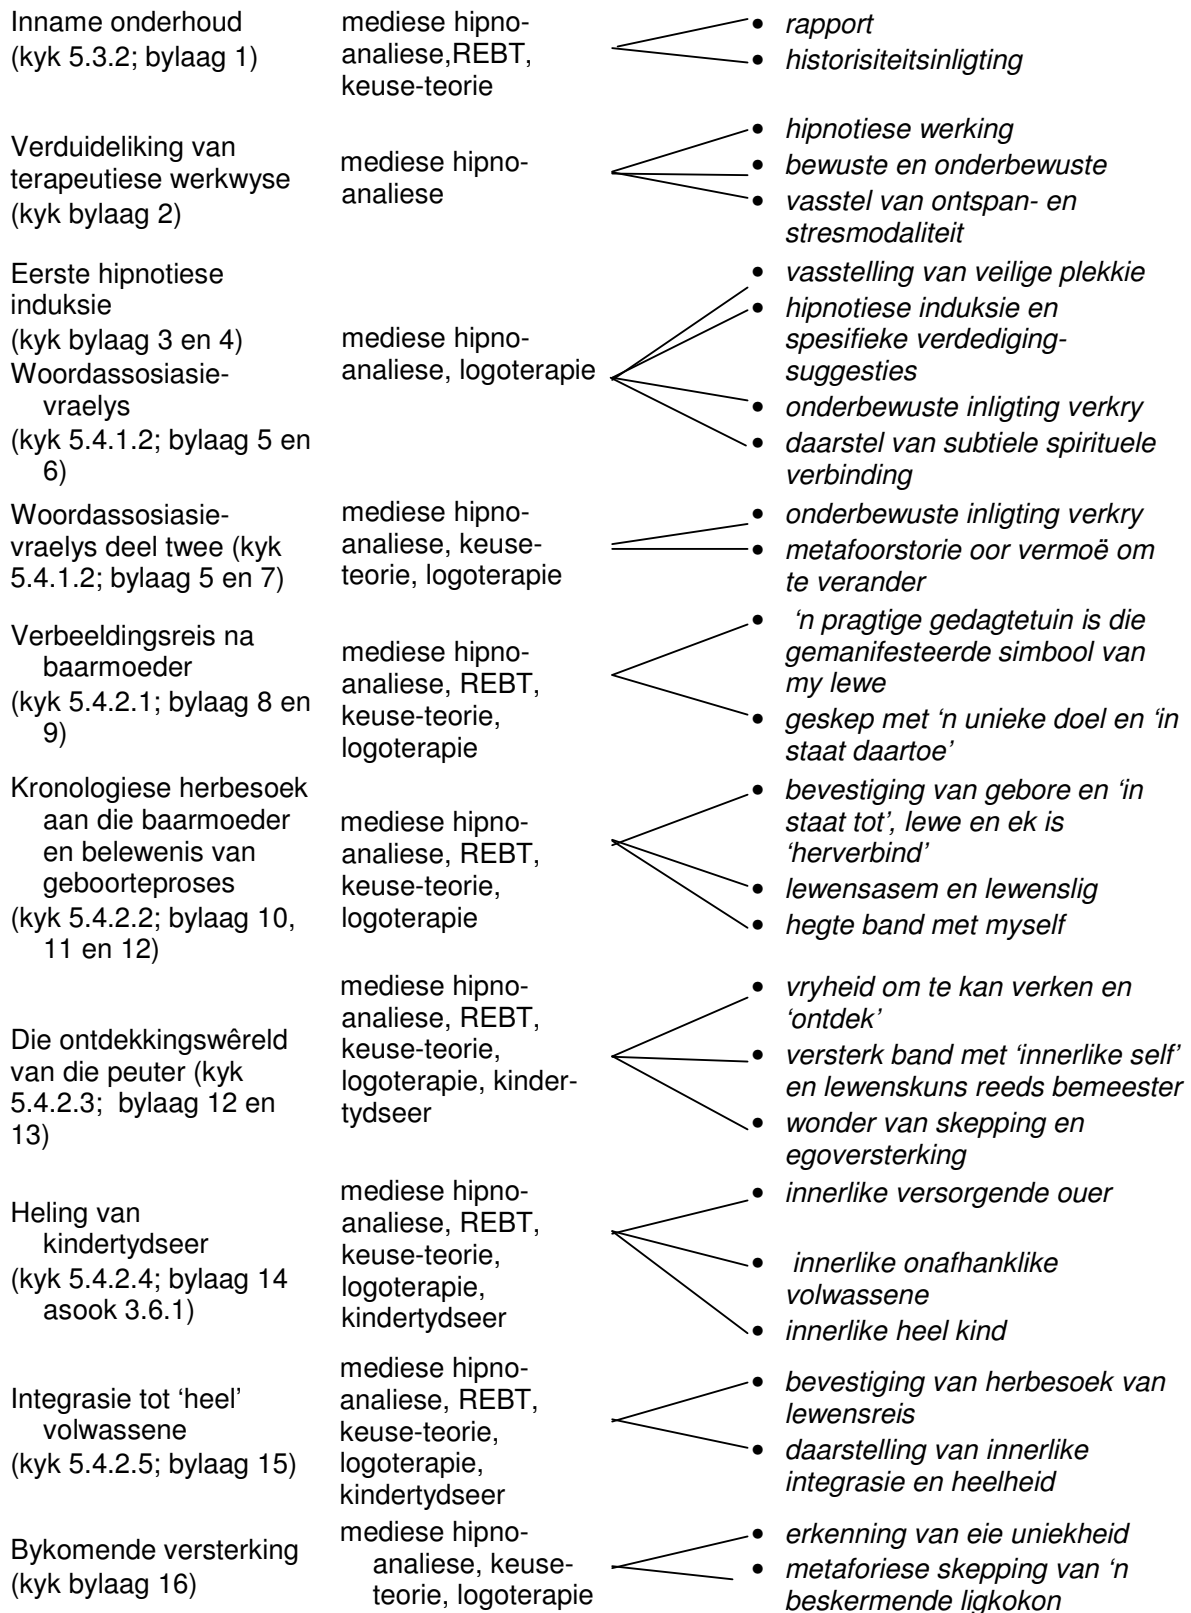 Inname onderhoud
(kyk 5.3.2; bylaag 1)
mediese hipno-
analiese,REBT,
keuse-teorie
• rapport
• historisiteitsinligting
Verduideliking van
terapeutiese werkwyse
(kyk bylaag 2)
mediese hipno-
analiese
• hipnotiese werking
• bewuste en onderbewuste
• vasstel van ontspan- en
stresmodaliteit
Eerste hipnotiese
induksie
(kyk bylaag 3 en 4)
Woordassosiasie-
vraelys
(kyk 5.4.1.2; bylaag 5 en
6)
mediese hipno-
analiese, logoterapie
• vasstelling van veilige plekkie
• hipnotiese induksie en
spesifieke verdediging-
suggesties
• onderbewuste inligting verkry
• daarstel van subtiele spirituele
verbinding
Woordassosiasie-
vraelys deel twee (kyk
5.4.1.2; bylaag 5 en 7)
mediese hipno-
analiese, keuse-
teorie, logoterapie
• onderbewuste inligting verkry
• metafoorstorie oor vermoë om
te verander
Verbeeldingsreis na
baarmoeder
(kyk 5.4.2.1; bylaag 8 en
9)
mediese hipno-
analiese, REBT,
keuse-teorie,
logoterapie
• ‘n pragtige gedagtetuin is die
gemanifesteerde simbool van
my lewe
• geskep met ‘n unieke doel en ‘in
staat daartoe’
Kronologiese herbesoek
aan die baarmoeder
en belewenis van
geboorteproses
(kyk 5.4.2.2; bylaag 10,
11 en 12)
mediese hipno-
analiese, REBT,
keuse-teorie,
logoterapie
• bevestiging van gebore en ‘in
staat tot’, lewe en ek is
‘herverbind’
• lewensasem en lewenslig
• hegte band met myself
Die ontdekkingswêreld
van die peuter (kyk
5.4.2.3; bylaag 12 en
13)
mediese hipno-
analiese, REBT,
keuse-teorie,
logoterapie, kinder-
tydseer
• vryheid om te kan verken en
‘ontdek’
• versterk band met ‘innerlike self’
en lewenskuns reeds bemeester
• wonder van skepping en
egoversterking
Heling van
kindertydseer
(kyk 5.4.2.4; bylaag 14
asook 3.6.1)
mediese hipno-
analiese, REBT,
keuse-teorie,
logoterapie,
kindertydseer
• innerlike versorgende ouer
• innerlike onafhanklike
volwassene
• innerlike heel kind
Integrasie tot ‘heel’
volwassene
(kyk 5.4.2.5; bylaag 15)
mediese hipno-
analiese, REBT,
keuse-teorie,
logoterapie,
kindertydseer
• bevestiging van herbesoek van
lewensreis
• daarstelling van innerlike
integrasie en heelheid
Bykomende versterking
(kyk bylaag 16)
mediese hipno-
analiese, keuse-
teorie, logoterapie
• erkenning van eie uniekheid
• metaforiese skepping van ‘n
beskermende ligkokon